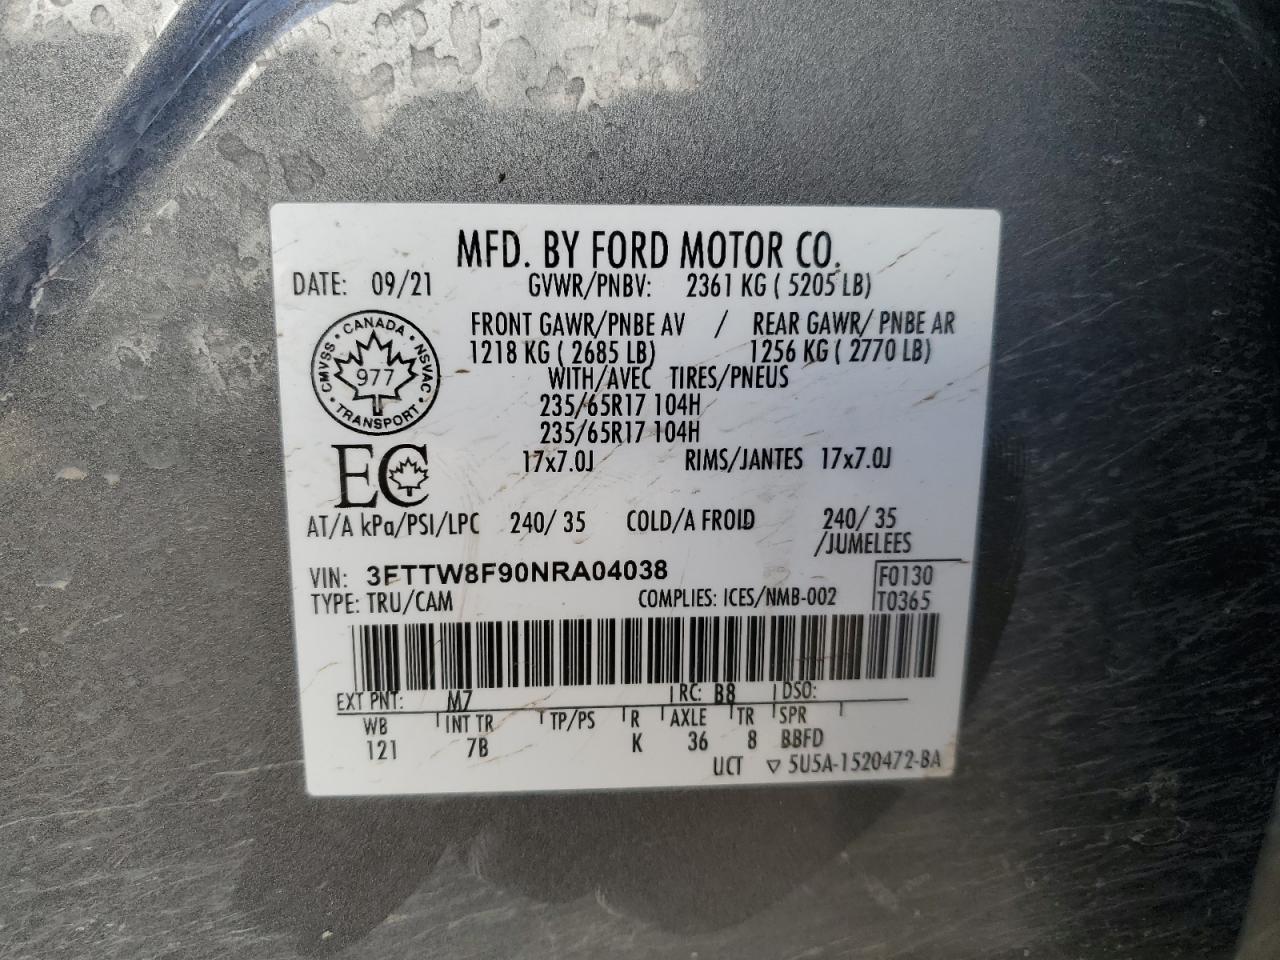 MFD. BY FORD MOTOR CO.
DATE: 09/21 GVWR/PNBV: 2361 KG ( 5205 LB)
FRONT GAWR/PNBE AV / REAR GAWR/ PNBE AR
1218 KG ( 2685 LB) 1256 KG ( 2770 LB)
WITH/AVEC TIRES/PNEUS
235/65R17 104H
235/65R17 104H
17x7.0J RIMS/JANTES 17x7.0J
CANADA · NSVAC · TRANSPORT · CMVSS ·
977
EC
AT/A kPa/PSI/LPC 240/ 35 COLD/A FROID 240/ 35
/JUMELEES
VIN: 3FTTW8F90NRA04038 F0130
TYPE: TRU/CAM COMPLIES: ICES/NMB-002 T0365
EXT PNT: M7 RC: B8 DSO:
WB INT TR TP/PS R AXLE TR SPR
121 7B K 36 8 BBFD
UCT ▽ 5U5A-1520472-BA